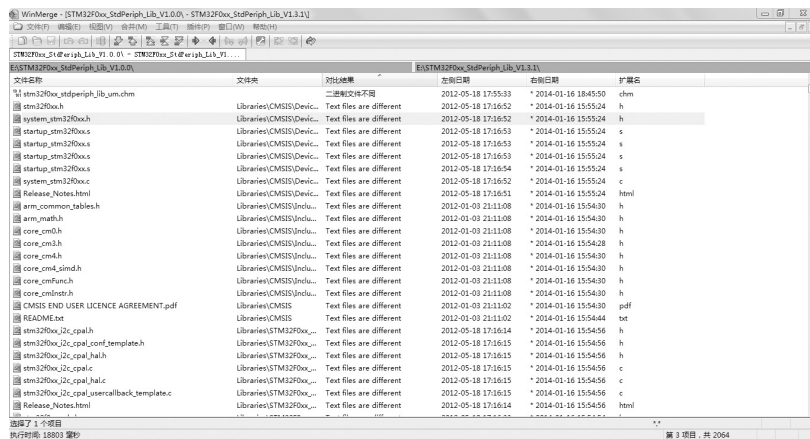 WinMerge - [STM32F0xx_StdPeriph_Lib_V1.0.0\ - STM32F0xx_StdPeriph_Lib_V1.3.1\]
文件(F) 编辑(E) 视图(V) 合并(M) 工具(T) 插件(P) 窗口(W) 帮助(H)
STM32F0xx_StdPeriph_Lib_V1.0.0\ - STM32F0xx_StdPeriph_Lib_V1....
E:\STM32F0xx_StdPeriph_Lib_V1.0.0\ E:\STM32F0xx_StdPeriph_Lib_V1.3.1\
文件名称 文件夹 对比结果 左侧日期 右侧日期 扩展名
stm32f0xx_stdperiph_lib_um.chm 二进制文件不同 2012-05-18 17:55:33 * 2014-01-16 18:45:50 chm
stm32f0xx.h Libraries\CMSIS\Devic... Text files are different 2012-05-18 17:16:52 * 2014-01-16 15:55:24 h
system_stm32f0xx.h Libraries\CMSIS\Devic... Text files are different 2012-05-18 17:16:52 * 2014-01-16 15:55:24 h
startup_stm32f0xx.s Libraries\CMSIS\Devic... Text files are different 2012-05-18 17:16:53 * 2014-01-16 15:55:24 s
startup_stm32f0xx.s Libraries\CMSIS\Devic... Text files are different 2012-05-18 17:16:53 * 2014-01-16 15:55:24 s
startup_stm32f0xx.s Libraries\CMSIS\Devic... Text files are different 2012-05-18 17:16:53 * 2014-01-16 15:55:24 s
startup_stm32f0xx.s Libraries\CMSIS\Devic... Text files are different 2012-05-18 17:16:54 * 2014-01-16 15:55:24 s
system_stm32f0xx.c Libraries\CMSIS\Devic... Text files are different 2012-05-18 17:16:52 * 2014-01-16 15:55:24 c
Release_Notes.html Libraries\CMSIS\Devic... Text files are different 2012-05-18 17:16:51 * 2014-01-16 15:55:24 html
arm_common_tables.h Libraries\CMSIS\Inclu... Text files are different 2012-01-03 21:11:08 * 2014-01-16 15:54:30 h
arm_math.h Libraries\CMSIS\Inclu... Text files are different 2012-01-03 21:11:08 * 2014-01-16 15:54:30 h
core_cm0.h Libraries\CMSIS\Inclu... Text files are different 2012-01-03 21:11:08 * 2014-01-16 15:54:30 h
core_cm3.h Libraries\CMSIS\Inclu... Text files are different 2012-01-03 21:11:08 * 2014-01-16 15:54:28 h
core_cm4.h Libraries\CMSIS\Inclu... Text files are different 2012-01-03 21:11:08 * 2014-01-16 15:54:30 h
core_cm4_simd.h Libraries\CMSIS\Inclu... Text files are different 2012-01-03 21:11:08 * 2014-01-16 15:54:30 h
core_cmFunc.h Libraries\CMSIS\Inclu... Text files are different 2012-01-03 21:11:08 * 2014-01-16 15:54:30 h
core_cmInstr.h Libraries\CMSIS\Inclu... Text files are different 2012-01-03 21:11:08 * 2014-01-16 15:54:30 h
CMSIS END USER LICENCE AGREEMENT.pdf Libraries\CMSIS Text files are different 2012-01-03 21:11:02 * 2014-01-16 15:54:30 pdf
README.txt Libraries\CMSIS Text files are different 2012-01-03 21:11:02 * 2014-01-16 15:54:44 txt
stm32f0xx_i2c_cpal.h Libraries\STM32F0xx_... Text files are different 2012-05-18 17:16:14 * 2014-01-16 15:54:56 h
stm32f0xx_i2c_cpal_conf_template.h Libraries\STM32F0xx_... Text files are different 2012-05-18 17:16:15 * 2014-01-16 15:54:56 h
stm32f0xx_i2c_cpal_hal.h Libraries\STM32F0xx_... Text files are different 2012-05-18 17:16:15 * 2014-01-16 15:54:56 h
stm32f0xx_i2c_cpal.c Libraries\STM32F0xx_... Text files are different 2012-05-18 17:16:15 * 2014-01-16 15:54:56 c
stm32f0xx_i2c_cpal_hal.c Libraries\STM32F0xx_... Text files are different 2012-05-18 17:16:15 * 2014-01-16 15:54:56 c
stm32f0xx_i2c_cpal_usercallback_template.c Libraries\STM32F0xx_... Text files are different 2012-05-18 17:16:15 * 2014-01-16 15:54:56 c
Release_Notes.html Libraries\STM32F0xx_... Text files are different 2012-05-18 17:16:14 * 2014-01-16 15:54:56 html
选择了 1 个项目 *.*
执行时间: 18803 毫秒 第 3 项目，共 2064